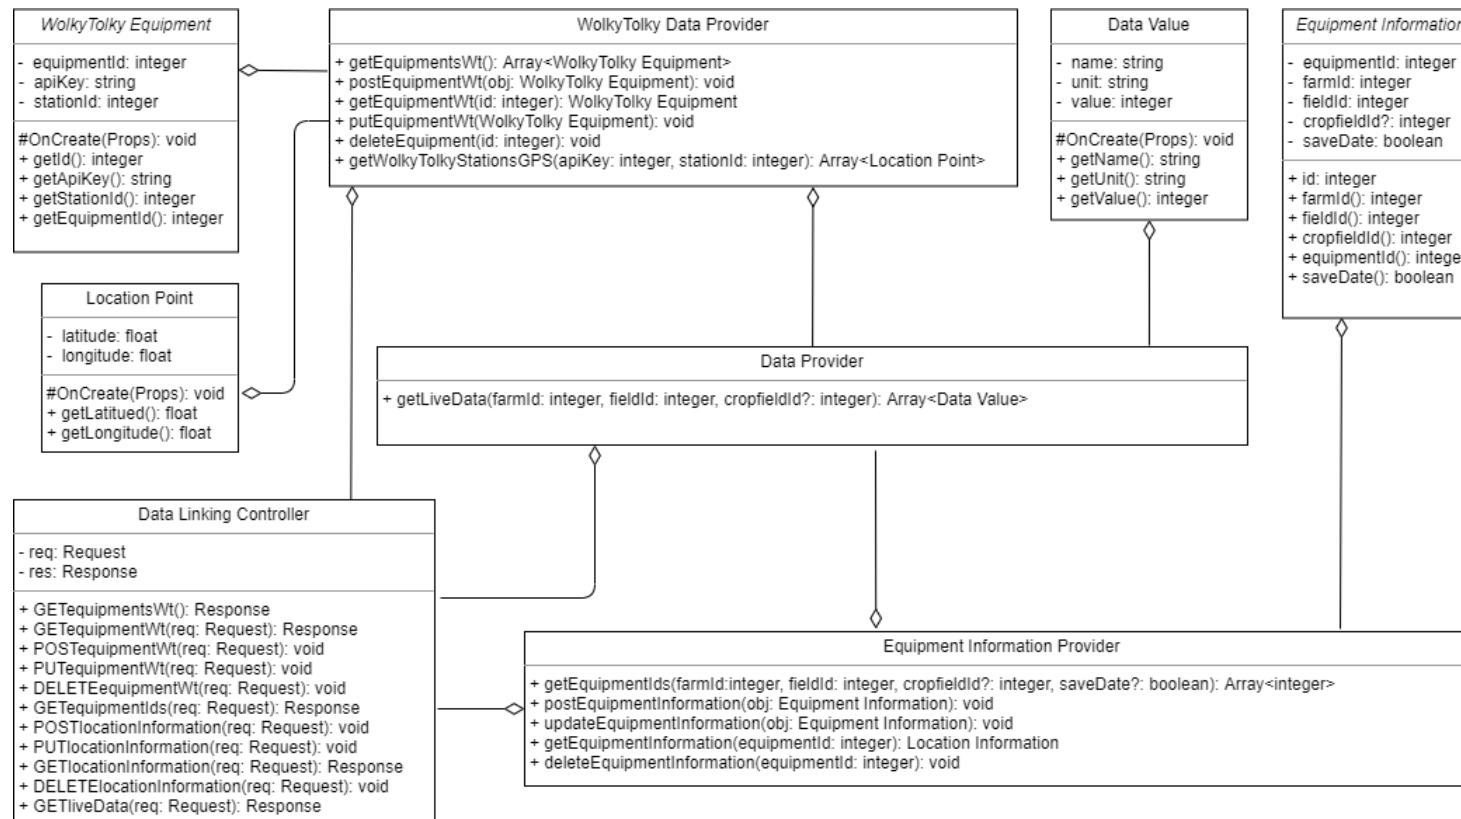 WolkyTolky Equipment
- equipmentId: integer
- apiKey: string
- stationId: integer
#OnCreate(Props): void
+ getId(): integer
+ getApiKey(): string
+ getStationId(): integer
+ getEquipmentId(): integer
WolkyTolky Data Provider
+ getEquipmentsWt(): Array<WolkyTolky Equipment>
+ postEquipmentWt(obj: WolkyTolky Equipment): void
+ getEquipmentWt(id: integer): WolkyTolky Equipment
+ putEquipmentWt(WolkyTolky Equipment): void
+ deleteEquipment(id: integer): void
+ getWolkyTolkyStationsGPS(apiKey: integer, stationId: integer): Array<Location Point>
Data Value
- name: string
- unit: string
- value: integer
#OnCreate(Props): void
+ getName(): string
+ getUnit(): string
+ getValue(): integer
Equipment Information
- equipmentId: integer
- farmId: integer
- fieldId: integer
- cropfieldId?: integer
- saveDate: boolean
+ id: integer
+ farmId(): integer
+ fieldId(): integer
+ cropfieldId(): integer
+ equipmentId(): intege
+ saveDate(): boolean
Location Point
- latitude: float
- longitude: float
#OnCreate(Props): void
+ getLatitued(): float
+ getLongitude(): float
Data Provider
+ getLiveData(farmId: integer, fieldId: integer, cropfieldId?: integer): Array<Data Value>
Data Linking Controller
- req: Request
- res: Response
+ GETequipmentsWt(): Response
+ GETequipmentWt(req: Request): Response
+ POSTequipmentWt(req: Request): void
+ PUTequipmentWt(req: Request): void
+ DELETEequipmentWt(req: Request): void
+ GETequipmentIds(req: Request): Response
+ POSTlocationInformation(req: Request): void
+ PUTlocationInformation(req: Request): void
+ GETlocationInformation(req: Request): Response
+ DELETElocationInformation(req: Request): void
+ GETliveData(req: Request): Response
Equipment Information Provider
+ getEquipmentIds(farmId:integer, fieldId: integer, cropfieldId?: integer, saveDate?: boolean): Array<integer>
+ postEquipmentInformation(obj: Equipment Information): void
+ updateEquipmentInformation(obj: Equipment Information): void
+ getEquipmentInformation(equipmentId: integer): Location Information
+ deleteEquipmentInformation(equipmentId: integer): void